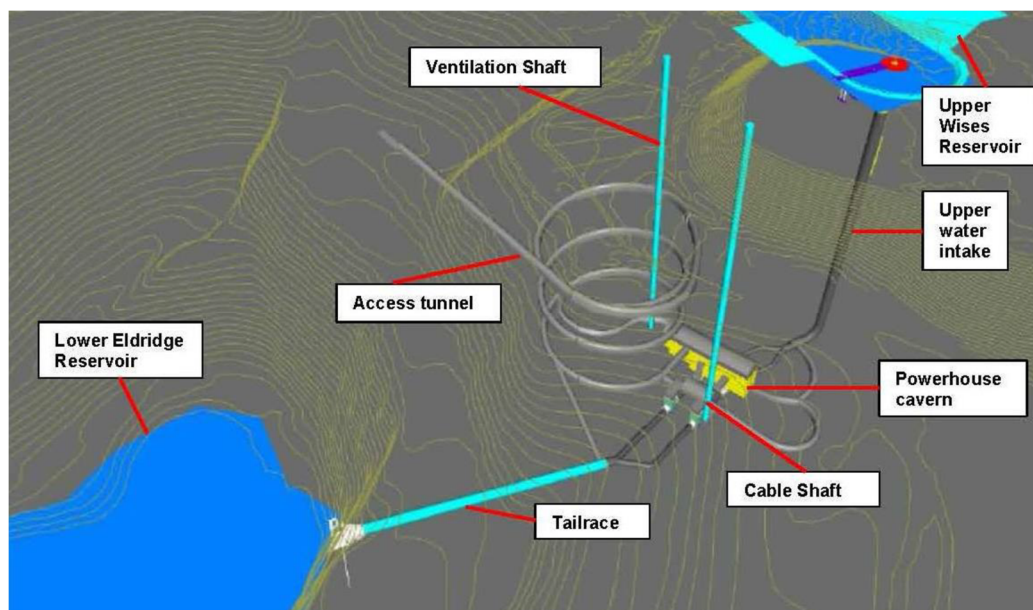 Ventilation Shaft
Upper
Wises
Reservoir
Upper
water
intake
Access tunnel
Lower Eldridge
Reservoir
Powerhouse
cavern
Cable Shaft
Tailrace